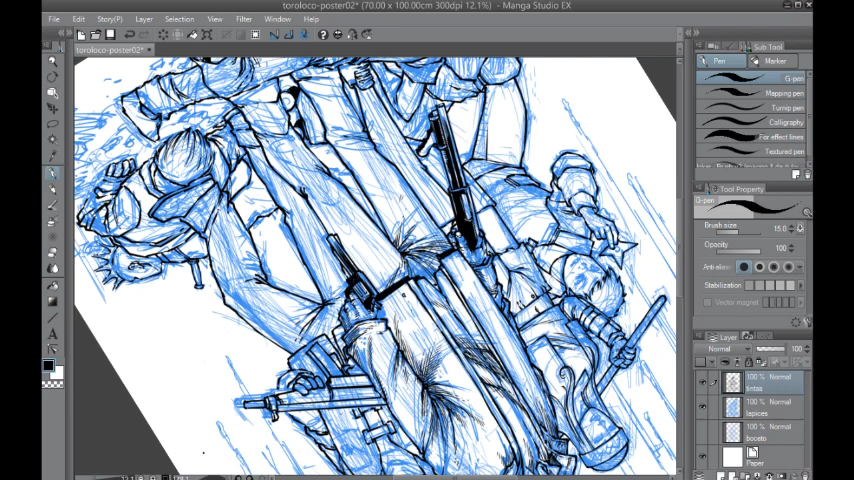 toroloco-poster02* (70.00 x 100.00cm 300dpi 12.1%) - Manga Studio EX
File Edit Story(P) Layer Selection View Filter Window Help
toroloco-poster02*
Sub Tool
Pen Marker
G-pen
Mapping pen
Turnip pen
Calligraphy
For effect lines
Textured pen
Tool Property
G-pen
Brush size 15.0
Opacity 100
Anti-alias
Stabilization
Vector magnet
Layer
Normal 100
100 % Normal
tintas
100 % Normal
lapices
100 % Normal
boceto
Paper